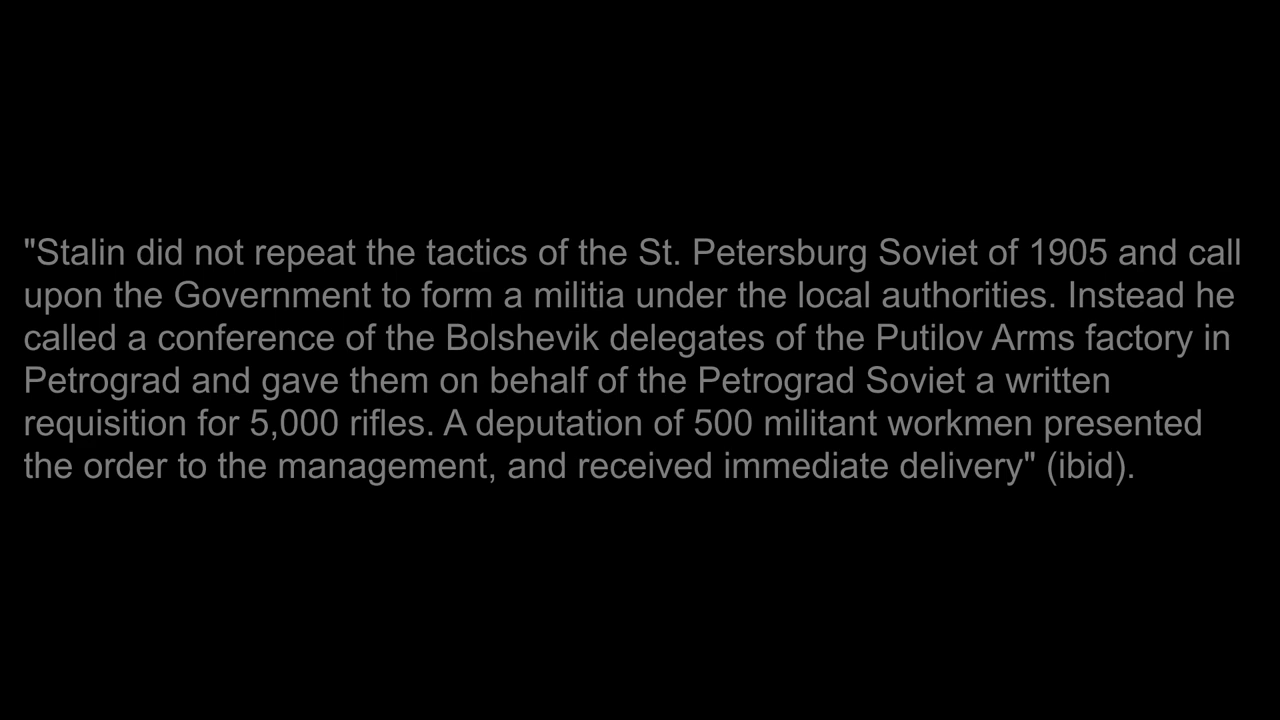 "Stalin did not repeat the tactics of the St. Petersburg Soviet of 1905 and call
upon the Government to form a militia under the local authorities. Instead he
called a conference of the Bolshevik delegates of the Putilov Arms factory in
Petrograd and gave them on behalf of the Petrograd Soviet a written
requisition for 5,000 rifles. A deputation of 500 militant workmen presented
the order to the management, and received immediate delivery" (ibid).